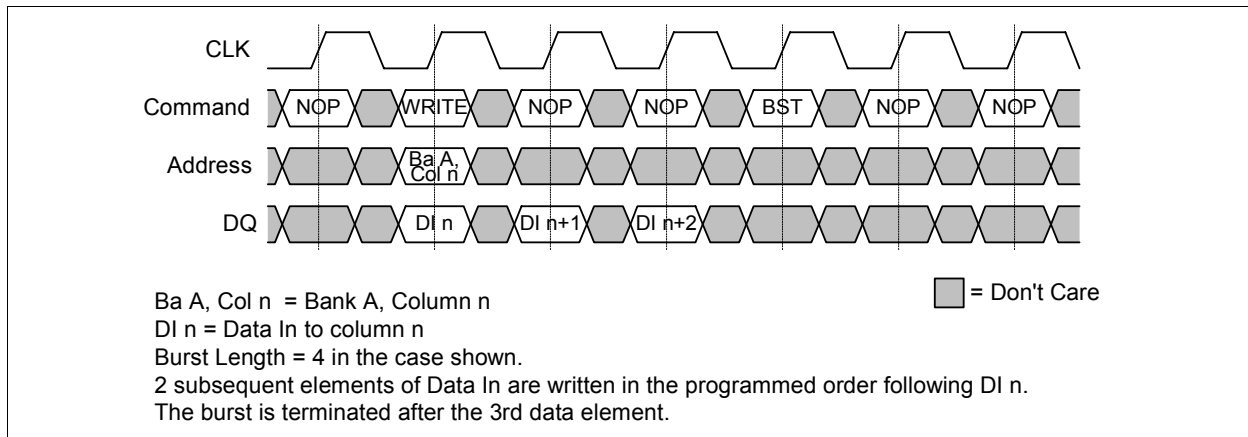 CLK
Command NOP WRITE NOP NOP BST NOP NOP
Address Ba A,
Col n
DQ DI n DI n+1 DI n+2
Ba A, Col n = Bank A, Column n
= Don't Care
DI n = Data In to column n
Burst Length = 4 in the case shown.
2 subsequent elements of Data In are written in the programmed order following DI n.
The burst is terminated after the 3rd data element.